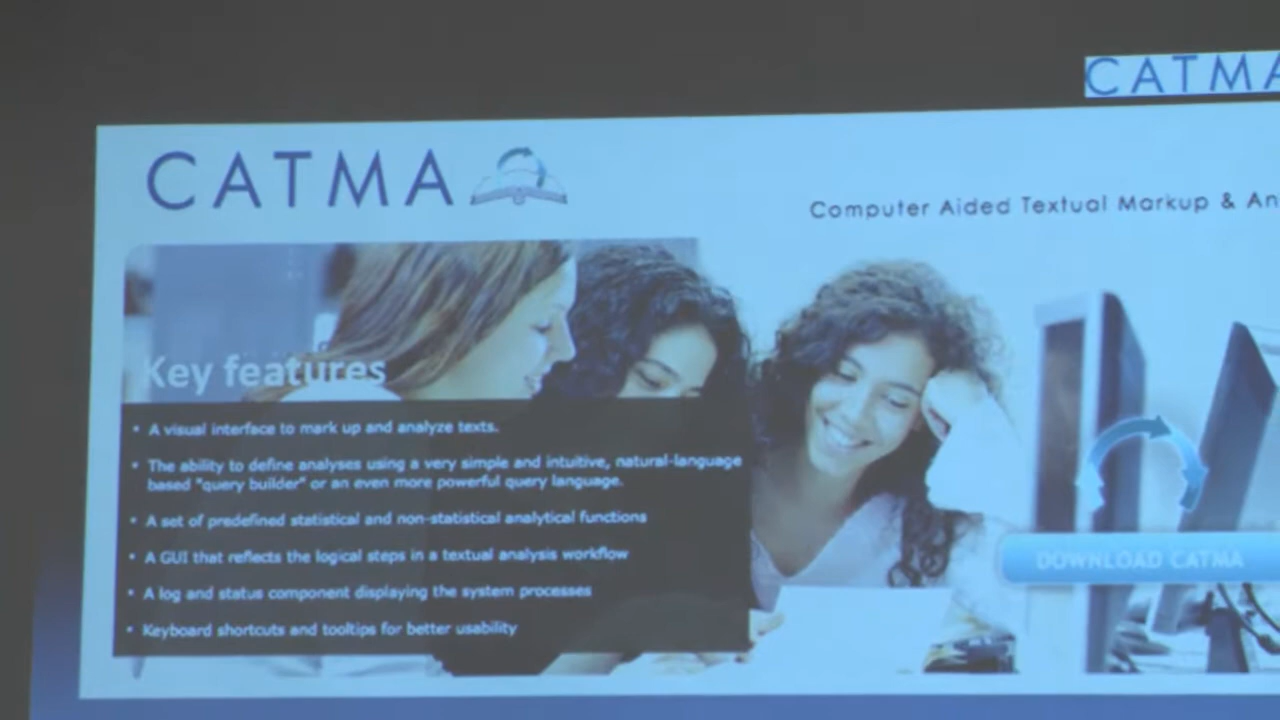 CATMA
CATMA
Computer Aided Textual Markup & An
Key features
• A visual interface to mark up and analyze texts.
• The ability to define analyses using a very simple and intuitive, natural-language
based "query builder" or an even more powerful query language.
• A set of predefined statistical and non-statistical analytical functions
• A GUI that reflects the logical steps in a textual analysis workflow
• A log and status component displaying the system processes
• Keyboard shortcuts and tooltips for better usability
DOWNLOAD CATMA